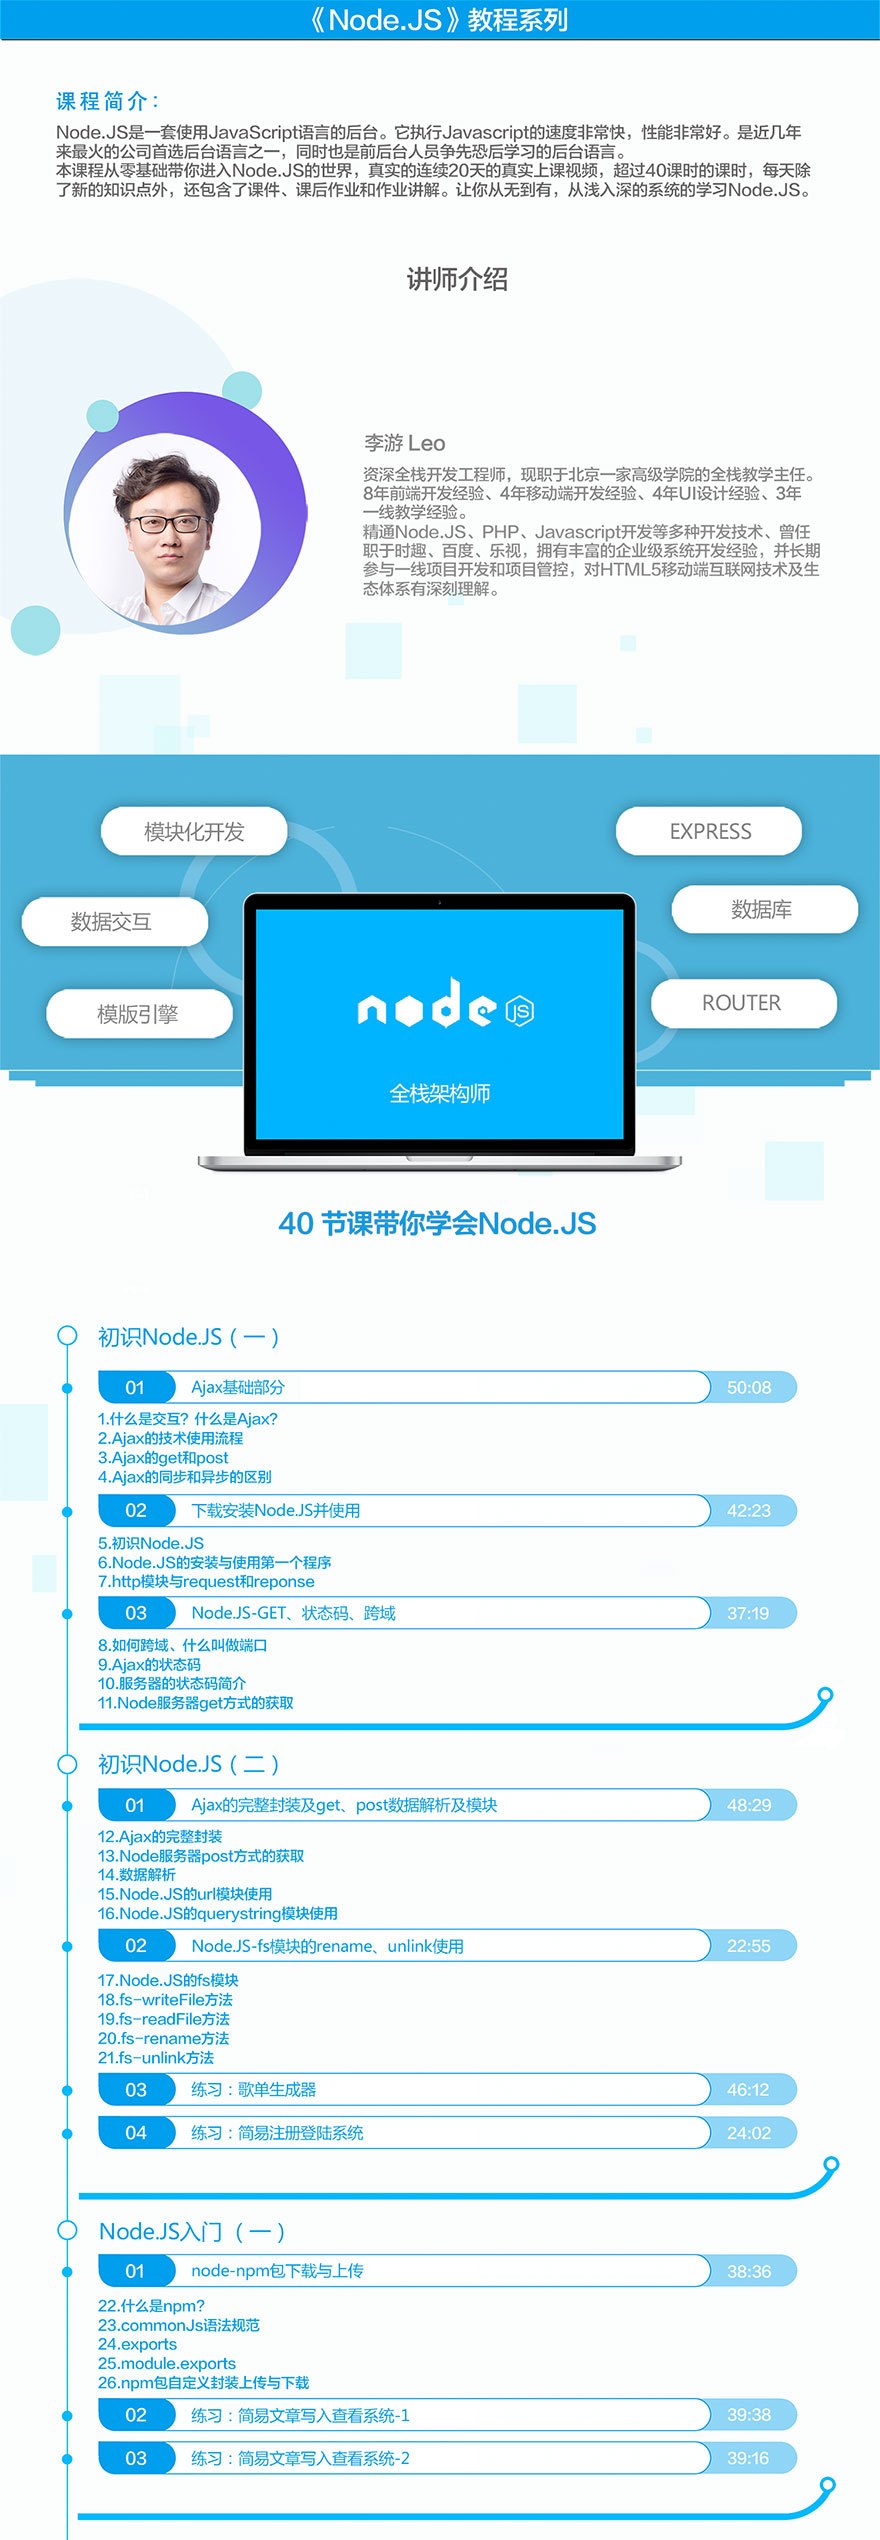 《Node.JS》教程系列
课程简介：
Node.JS是一套使用JavaScript语言的后台。它执行Javascript的速度非常快，性能非常好。是近几年
来最火的公司首选后台语言之一，同时也是前后台人员争先恐后学习的后台语言。
本课程从零基础带你进入Node.JS的世界，真实的连续20天的真实上课视频，超过40课时的课时，每天除
了新的知识点外，还包含了课件、课后作业和作业讲解。让你从无到有，从浅入深的系统的学习Node.JS。
讲师介绍
李游 Leo
资深全栈开发工程师，现职于北京一家高级学院的全栈教学主任。
8年前端开发经验、4年移动端开发经验、4年UI设计经验、3年
一线教学经验。
精通Node.JS、PHP、Javascript开发等多种开发技术、曾任
职于时趣、百度、乐视，拥有丰富的企业级系统开发经验，并长期
参与一线项目开发和项目管控，对HTML5移动端互联网技术及生
态体系有深刻理解。
模块化开发
EXPRESS
数据交互
数据库
模版引擎
ROUTER
node JS
全栈架构师
40 节课带你学会Node.JS
初识Node.JS（一）
01 Ajax基础部分 50:08
1.什么是交互？什么是Ajax？
2.Ajax的技术使用流程
3.Ajax的get和post
4.Ajax的同步和异步的区别
02 下载安装Node.JS并使用 42:23
5.初识Node.JS
6.Node.JS的安装与使用第一个程序
7.http模块与request和reponse
03 Node.JS-GET、状态码、跨域 37:19
8.如何跨域、什么叫做端口
9.Ajax的状态码
10.服务器的状态码简介
11.Node服务器get方式的获取
初识Node.JS（二）
01 Ajax的完整封装及get、post数据解析及模块 48:29
12.Ajax的完整封装
13.Node服务器post方式的获取
14.数据解析
15.Node.JS的url模块使用
16.Node.JS的querystring模块使用
02 Node.JS-fs模块的rename、unlink使用 22:55
17.Node.JS的fs模块
18.fs-writeFile方法
19.fs-readFile方法
20.fs-rename方法
21.fs-unlink方法
03 练习：歌单生成器 46:12
04 练习：简易注册登陆系统 24:02
Node.JS入门（一）
01 node-npm包下载与上传 38:36
22.什么是npm？
23.commonJs语法规范
24.exports
25.module.exports
26.npm包自定义封装上传与下载
02 练习：简易文章写入查看系统-1 39:38
03 练习：简易文章写入查看系统-2 39:16